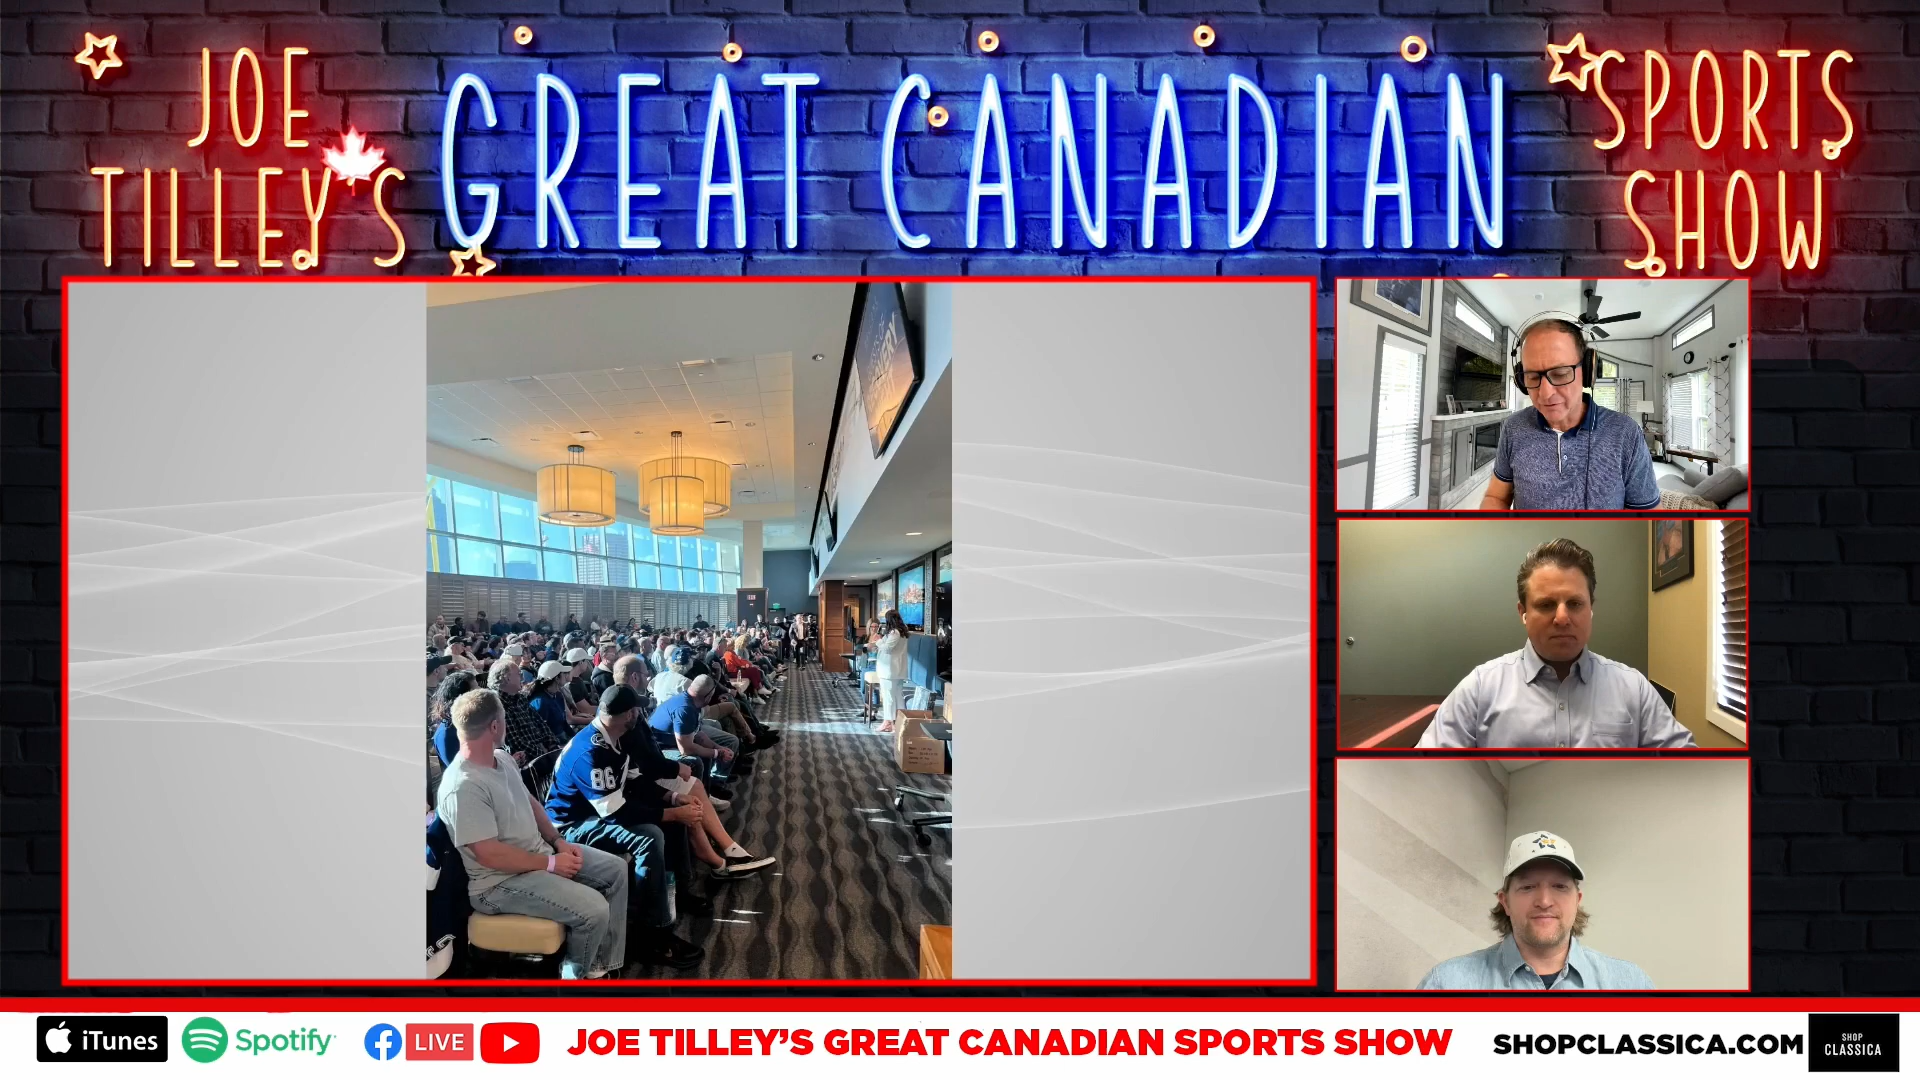 JOE
TILLEY'S
GREAT CANADIAN
SPORTS
SHOW
86
iTunes
Spotify
LIVE
JOE TILLEY'S GREAT CANADIAN SPORTS SHOW
SHOPCLASSICA.COM
SHOP
CLASSICA